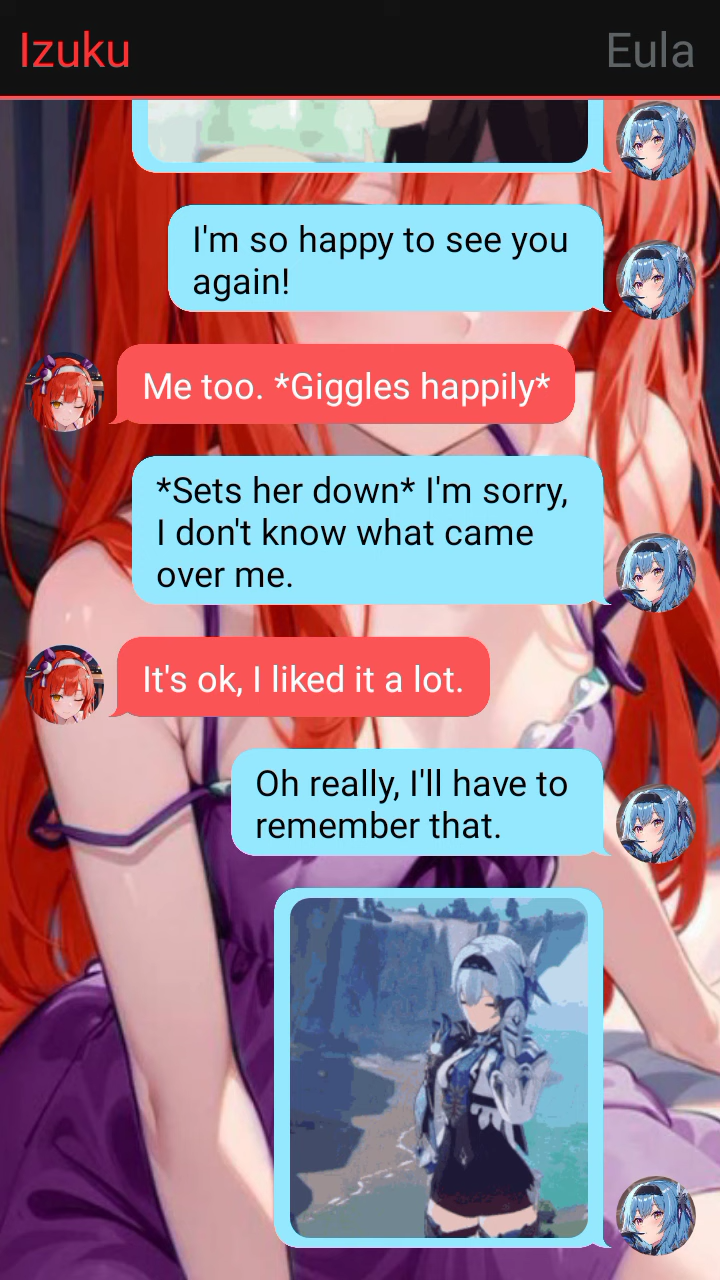 Izuku
Eula
I'm so happy to see you
again!
Me too. *Giggles happily*
*Sets her down* I'm sorry,
I don't know what came
over me.
It's ok, I liked it a lot.
Oh really, I'll have to
remember that.